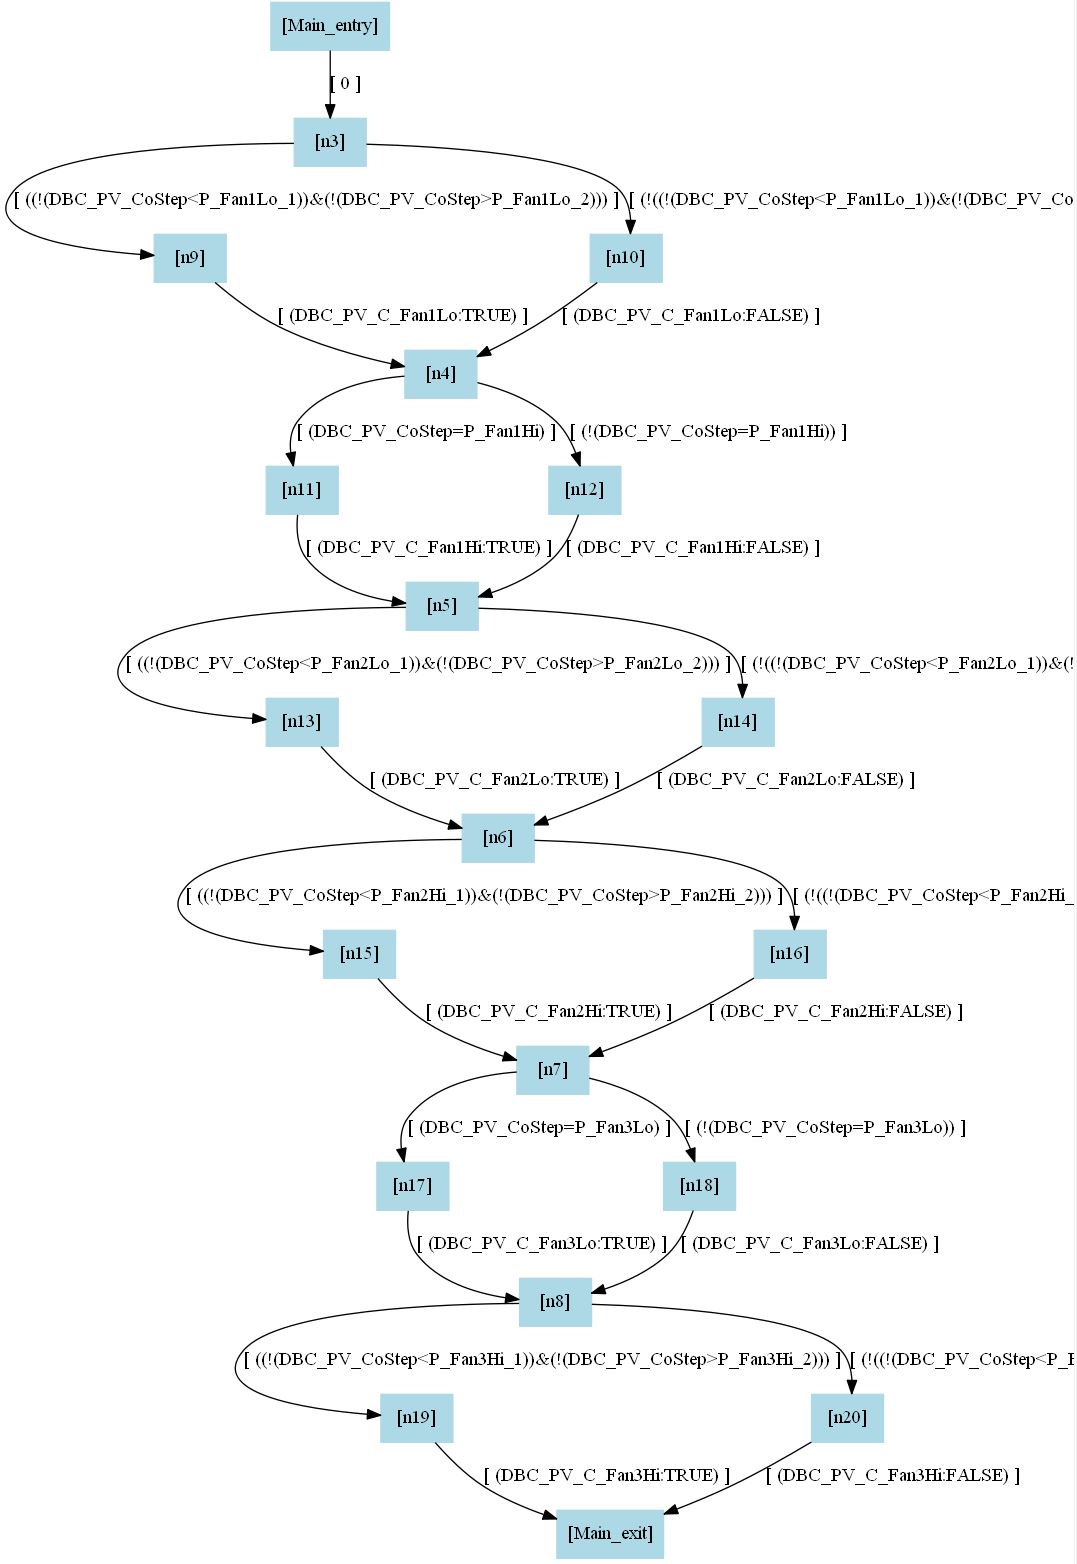 [Main_entry]
[ 0 ]
[n3]
[ ((!(DBC_PV_CoStep<P_Fan1Lo_1))&(!(DBC_PV_CoStep>P_Fan1Lo_2))) ] [ (!((!(DBC_PV_CoStep<P_Fan1Lo_1))&(!(DBC_PV_Co
[n9] [n10]
[ (DBC_PV_C_Fan1Lo:TRUE) ] [ (DBC_PV_C_Fan1Lo:FALSE) ]
[n4]
[ (DBC_PV_CoStep=P_Fan1Hi) ] [ (!(DBC_PV_CoStep=P_Fan1Hi)) ]
[n11] [n12]
[ (DBC_PV_C_Fan1Hi:TRUE) ] [ (DBC_PV_C_Fan1Hi:FALSE) ]
[n5]
[ ((!(DBC_PV_CoStep<P_Fan2Lo_1))&(!(DBC_PV_CoStep>P_Fan2Lo_2))) ] [ (!((!(DBC_PV_CoStep<P_Fan2Lo_1))&(!
[n13] [n14]
[ (DBC_PV_C_Fan2Lo:TRUE) ] [ (DBC_PV_C_Fan2Lo:FALSE) ]
[n6]
[ ((!(DBC_PV_CoStep<P_Fan2Hi_1))&(!(DBC_PV_CoStep>P_Fan2Hi_2))) ] [ (!((!(DBC_PV_CoStep<P_Fan2Hi_
[n15] [n16]
[ (DBC_PV_C_Fan2Hi:TRUE) ] [ (DBC_PV_C_Fan2Hi:FALSE) ]
[n7]
[ (DBC_PV_CoStep=P_Fan3Lo) ] [ (!(DBC_PV_CoStep=P_Fan3Lo)) ]
[n17] [n18]
[ (DBC_PV_C_Fan3Lo:TRUE) ] [ (DBC_PV_C_Fan3Lo:FALSE) ]
[n8]
[ ((!(DBC_PV_CoStep<P_Fan3Hi_1))&(!(DBC_PV_CoStep>P_Fan3Hi_2))) ] [ (!((!(DBC_PV_CoStep<P_F
[n19] [n20]
[ (DBC_PV_C_Fan3Hi:TRUE) ] [ (DBC_PV_C_Fan3Hi:FALSE) ]
[Main_exit]